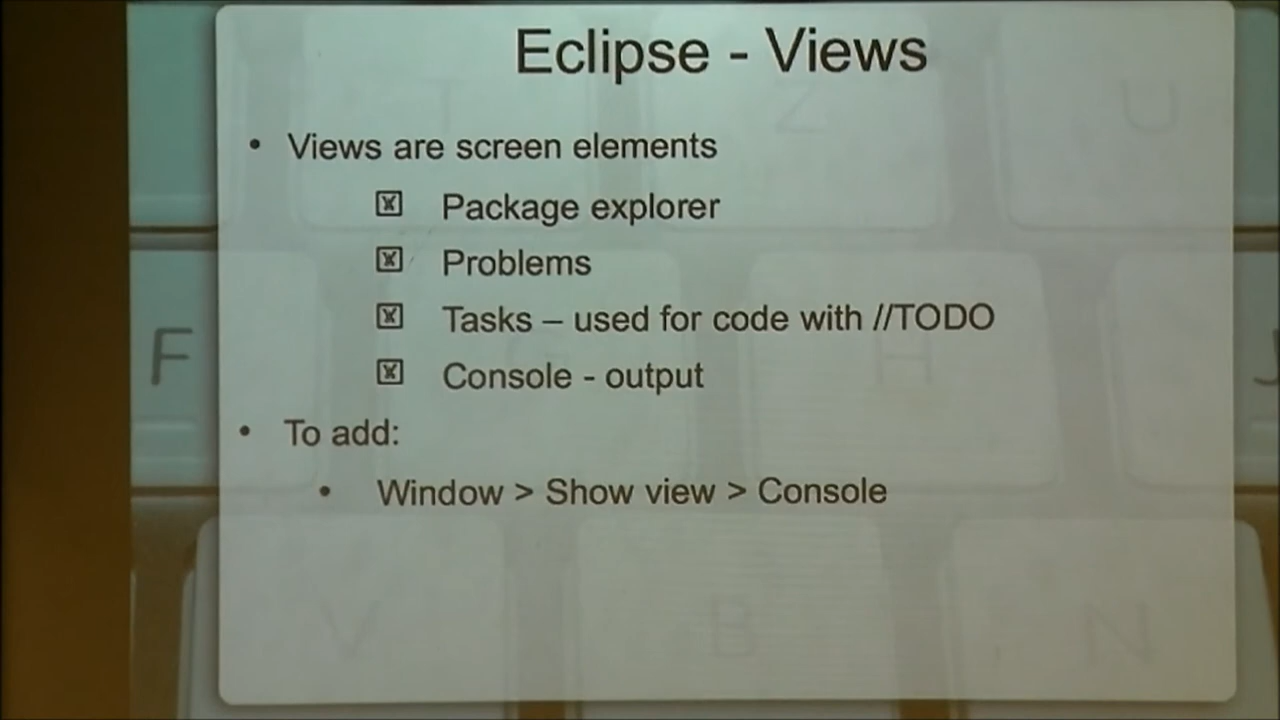 Eclipse - Views
• Views are screen elements
Package explorer
Problems
Tasks – used for code with //TODO
Console - output
• To add:
• Window > Show view > Console
Z
U
F
H
J
V
B
N